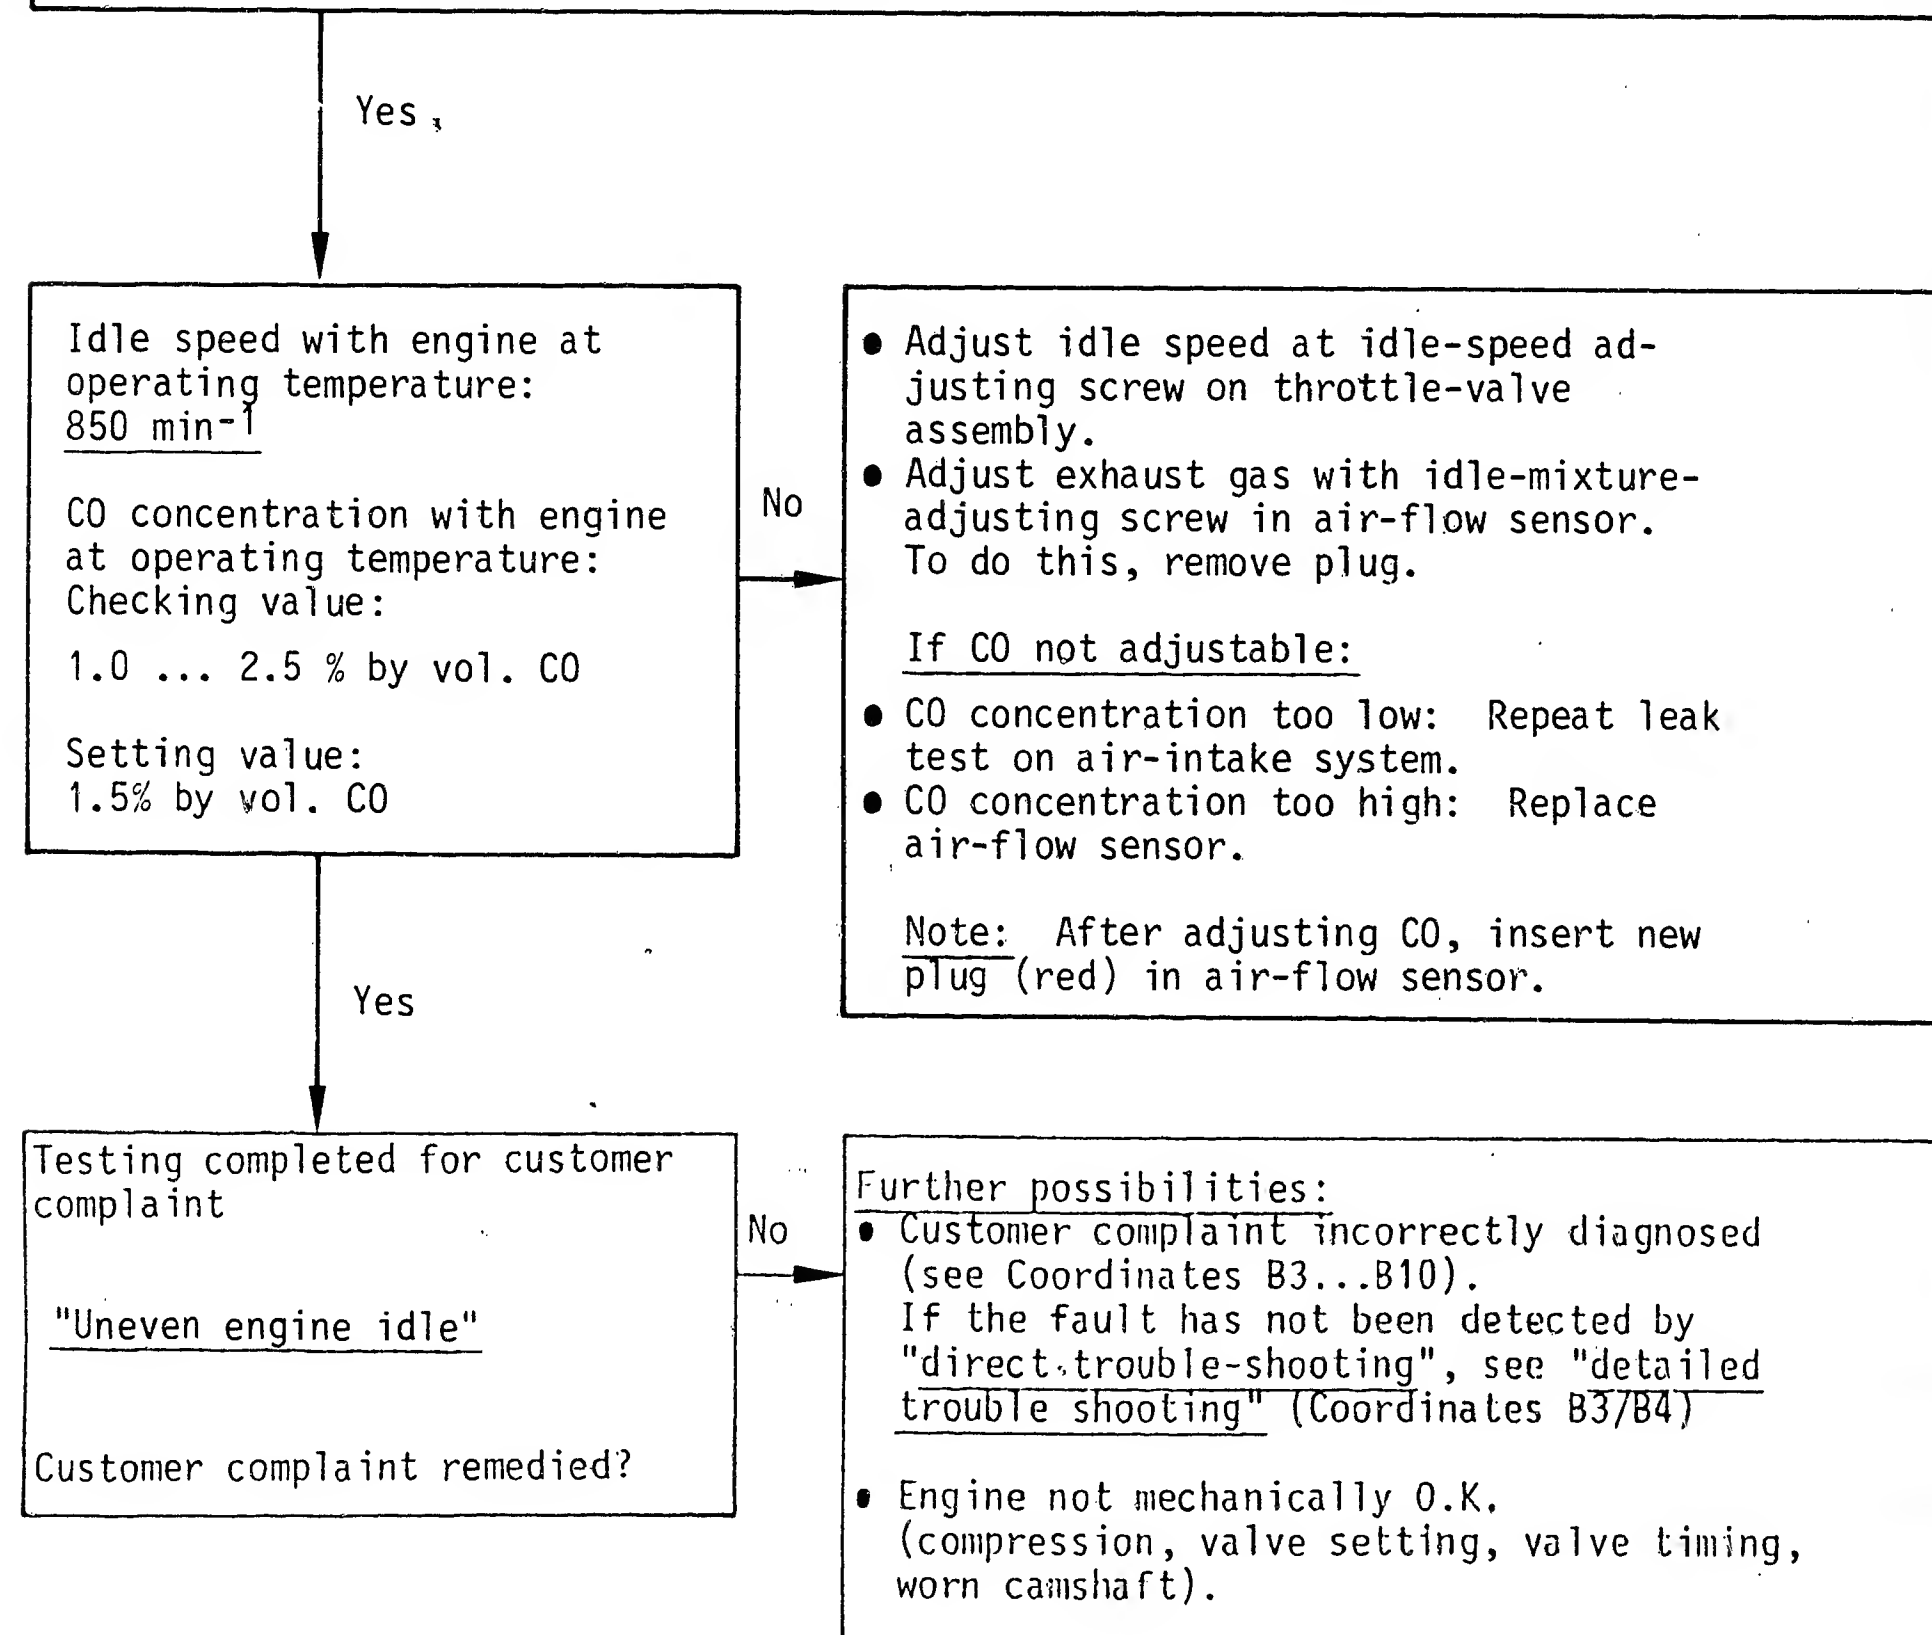 Yes
Idle speed with engine at
operating temperature:
850 min-1
CO concentration with engine
at operating temperature:
Checking value:
1.0 ... 2.5 % by vol. CO
Setting value:
1.5% by vol. CO
No
● Adjust idle speed at idle-speed ad-
justing screw on throttle-valve
assembly.
● Adjust exhaust gas with idle-mixture-
adjusting screw in air-flow sensor.
To do this, remove plug.
If CO not adjustable:
● CO concentration too low: Repeat leak
test on air-intake system.
● CO concentration too high: Replace
air-flow sensor.
Note: After adjusting CO, insert new
plug (red) in air-flow sensor.
Yes
Testing completed for customer
complaint
"Uneven engine idle"
Customer complaint remedied?
No
Further possibilities:
● Customer complaint incorrectly diagnosed
(see Coordinates B3...B10).
If the fault has not been detected by
"direct trouble-shooting", see "detailed
trouble shooting" (Coordinates B3/B4)
● Engine not mechanically O.K.
(compression, valve setting, valve timing,
worn camshaft).